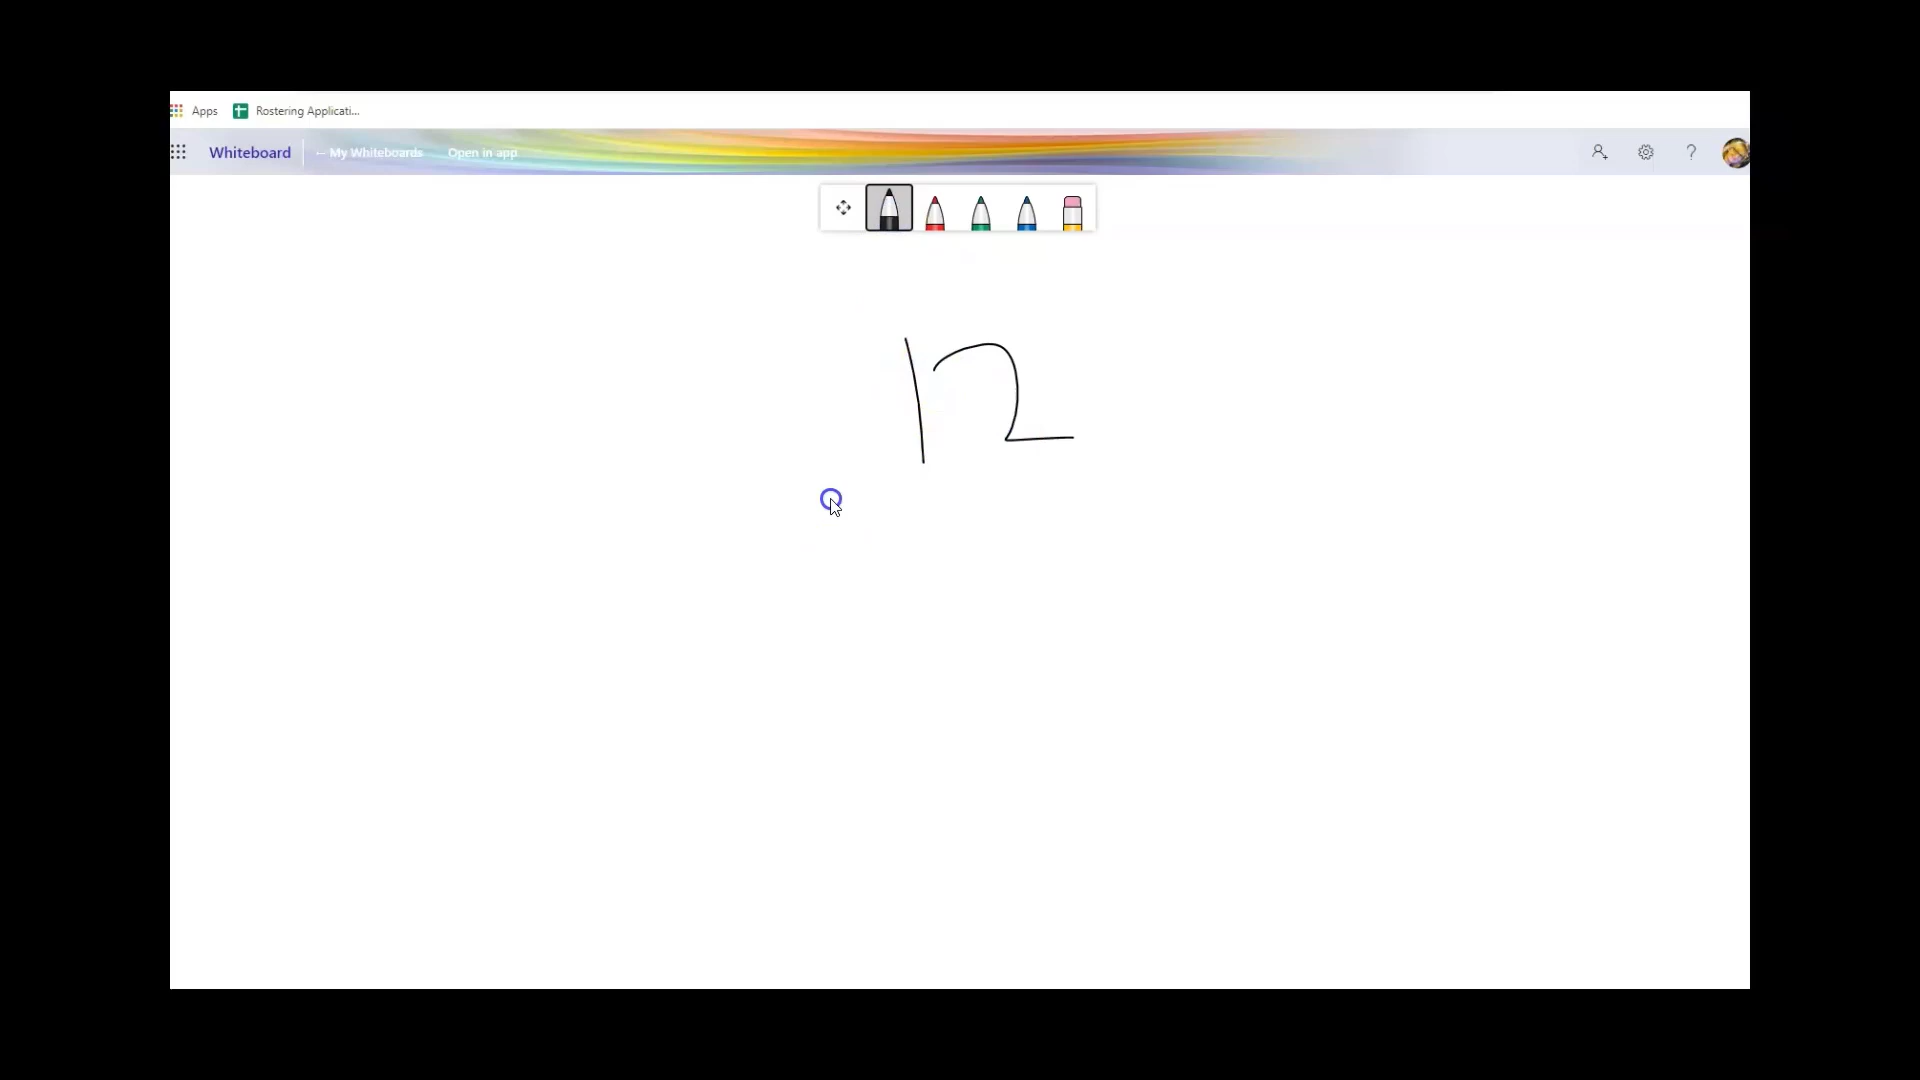 Apps Rostering Applicati...
Whiteboard ← My Whiteboards Open in app ?
12